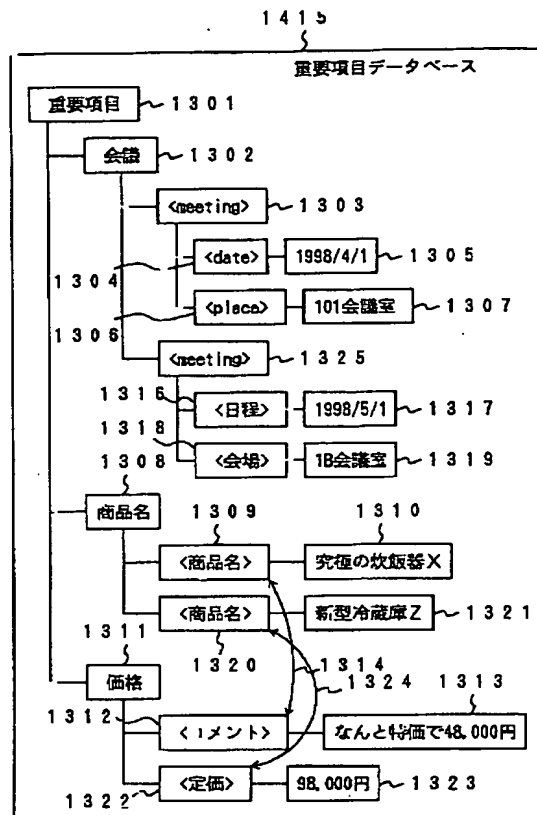 1415
重要項目データベース
重要項目 1301
会議 1302
<meeting> 1303
<date> 1998/4/1 1305
1304
<place> 101会議室 1307
1306
<meeting> 1325
1316
<日程> 1998/5/1 1317
1318
<会場> 1B会議室 1319
1308
商品名 1309 1310
<商品名> 究極の炊飯器X
<商品名> 新型冷蔵庫Z 1321
1311
1320 1314
価格 1324 1313
1312
<コメント> なんと特価で48,000円
<定価> 98,000円 1323
1322